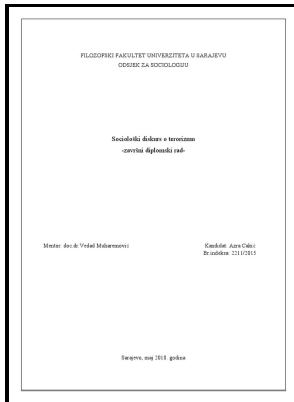 FILOZOFSKI FAKULTET UNIVERZITETA U SARAJEVU
ODSJEK ZA SOCIOLOGIJU
Sociološki diskurs o terorizmu
-završni diplomski rad-
Mentor: doc.dr.Vedad Muharemović
Kandidat: Azra Cakić
Br.indeksa: 2211/2015
Sarajevo, maj 2018. godina